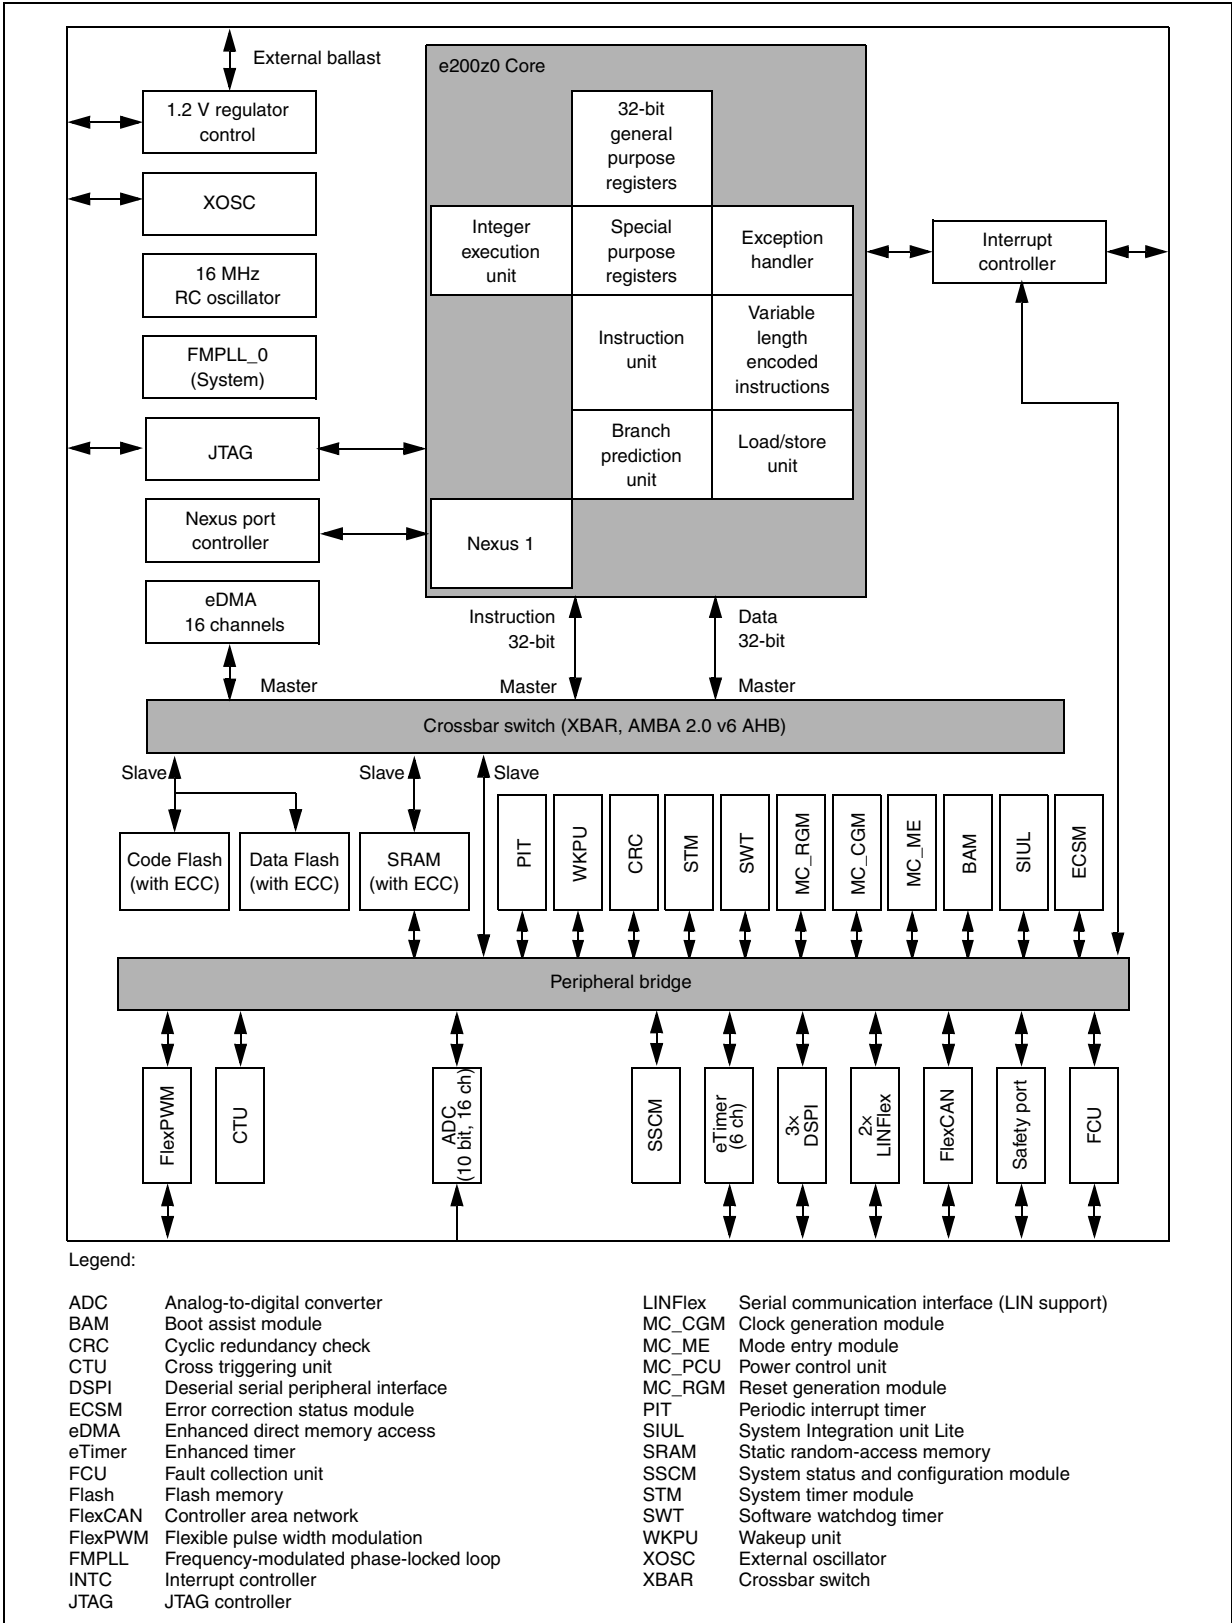 External ballast
1.2 V regulator
control
XOSC
16 MHz
RC oscillator
FMPLL_0
(System)
JTAG
Nexus port
controller
eDMA
16 channels
e200z0 Core
32-bit
general
purpose
registers
Integer
execution
unit
Special
purpose
registers
Exception
handler
Instruction
unit
Variable
length
encoded
instructions
Branch
prediction
unit
Load/store
unit
Nexus 1
Interrupt
controller
Instruction
32-bit
Data
32-bit
Master
Master
Master
Crossbar switch (XBAR, AMBA 2.0 v6 AHB)
Slave
Slave
Slave
Code Flash
(with ECC)
Data Flash
(with ECC)
SRAM
(with ECC)
PIT
WKPU
CRC
STM
SWT
MC_RGM
MC_CGM
MC_ME
BAM
SIUL
ECSM
Peripheral bridge
FlexPWM
CTU
ADC
(10 bit, 16 ch)
SSCM
eTimer
(6 ch)
3×
DSPI
2×
LINFlex
FlexCAN
Safety port
FCU
Legend:
ADC Analog-to-digital converter
BAM Boot assist module
CRC Cyclic redundancy check
CTU Cross triggering unit
DSPI Deserial serial peripheral interface
ECSM Error correction status module
eDMA Enhanced direct memory access
eTimer Enhanced timer
FCU Fault collection unit
Flash Flash memory
FlexCAN Controller area network
FlexPWM Flexible pulse width modulation
FMPLL Frequency-modulated phase-locked loop
INTC Interrupt controller
JTAG JTAG controller
LINFlex Serial communication interface (LIN support)
MC_CGM Clock generation module
MC_ME Mode entry module
MC_PCU Power control unit
MC_RGM Reset generation module
PIT Periodic interrupt timer
SIUL System Integration unit Lite
SRAM Static random-access memory
SSCM System status and configuration module
STM System timer module
SWT Software watchdog timer
WKPU Wakeup unit
XOSC External oscillator
XBAR Crossbar switch